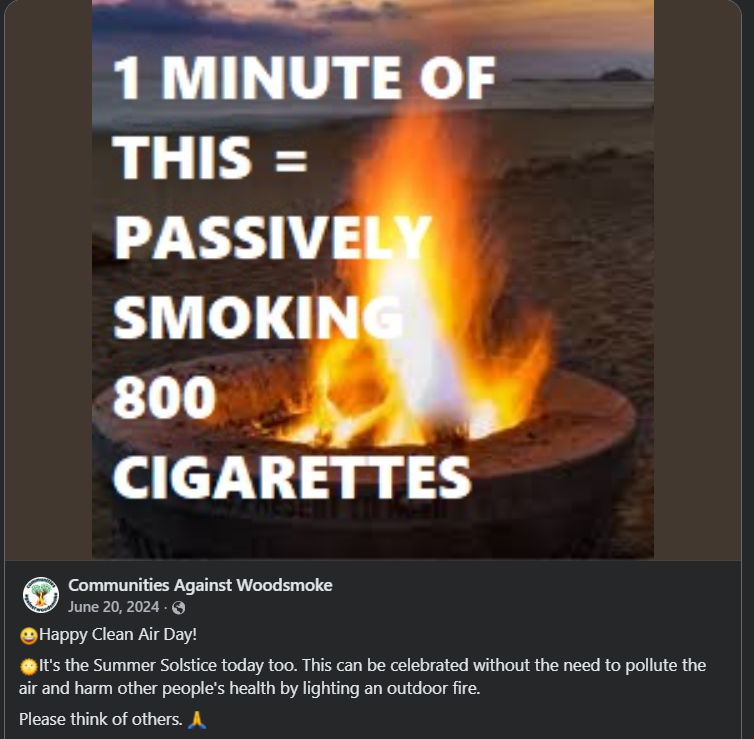 1 MINUTE OF
THIS =
PASSIVELY
SMOKING
800
CIGARETTES
Communities Against Woodsmoke
June 20, 2024 ·
😀Happy Clean Air Day!
🌞It's the Summer Solstice today too. This can be celebrated without the need to pollute the
air and harm other people's health by lighting an outdoor fire.
Please think of others. 🙏